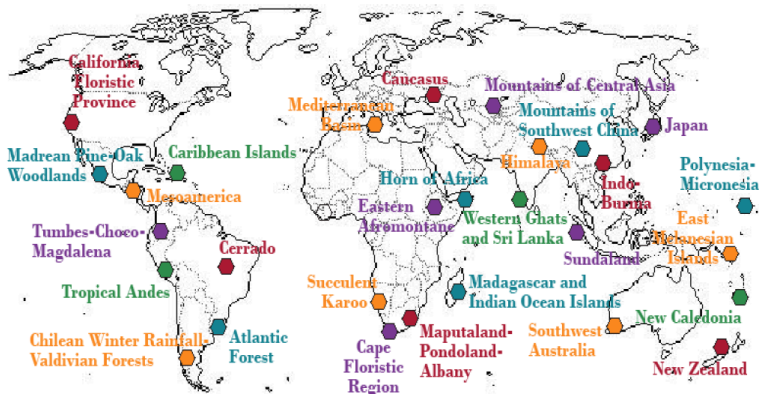 California
Floristic
Province
Caucasus
Mountains of Central Asia
Mediterranean
Basin
Mountains of
Southwest China
Japan
Madrean Pine-Oak
Woodlands
Caribbean Islands
Himalaya
Polynesia-
Micronesia
Mesoamerica
Horn of Africa
Indo-
Burma
Eastern
Afromontane
Western Ghats
and Sri Lanka
East
Melanesian
Islands
Tumbes-Choco-
Magdalena
Cerrado
Sundaland
Tropical Andes
Succulent
Karoo
Madagascar and
Indian Ocean Islands
New Caledonia
Chilean Winter Rainfall-
Valdivian Forests
Atlantic
Forest
Cape
Floristic
Region
Maputaland-
Pondoland-
Albany
Southwest
Australia
New Zealand